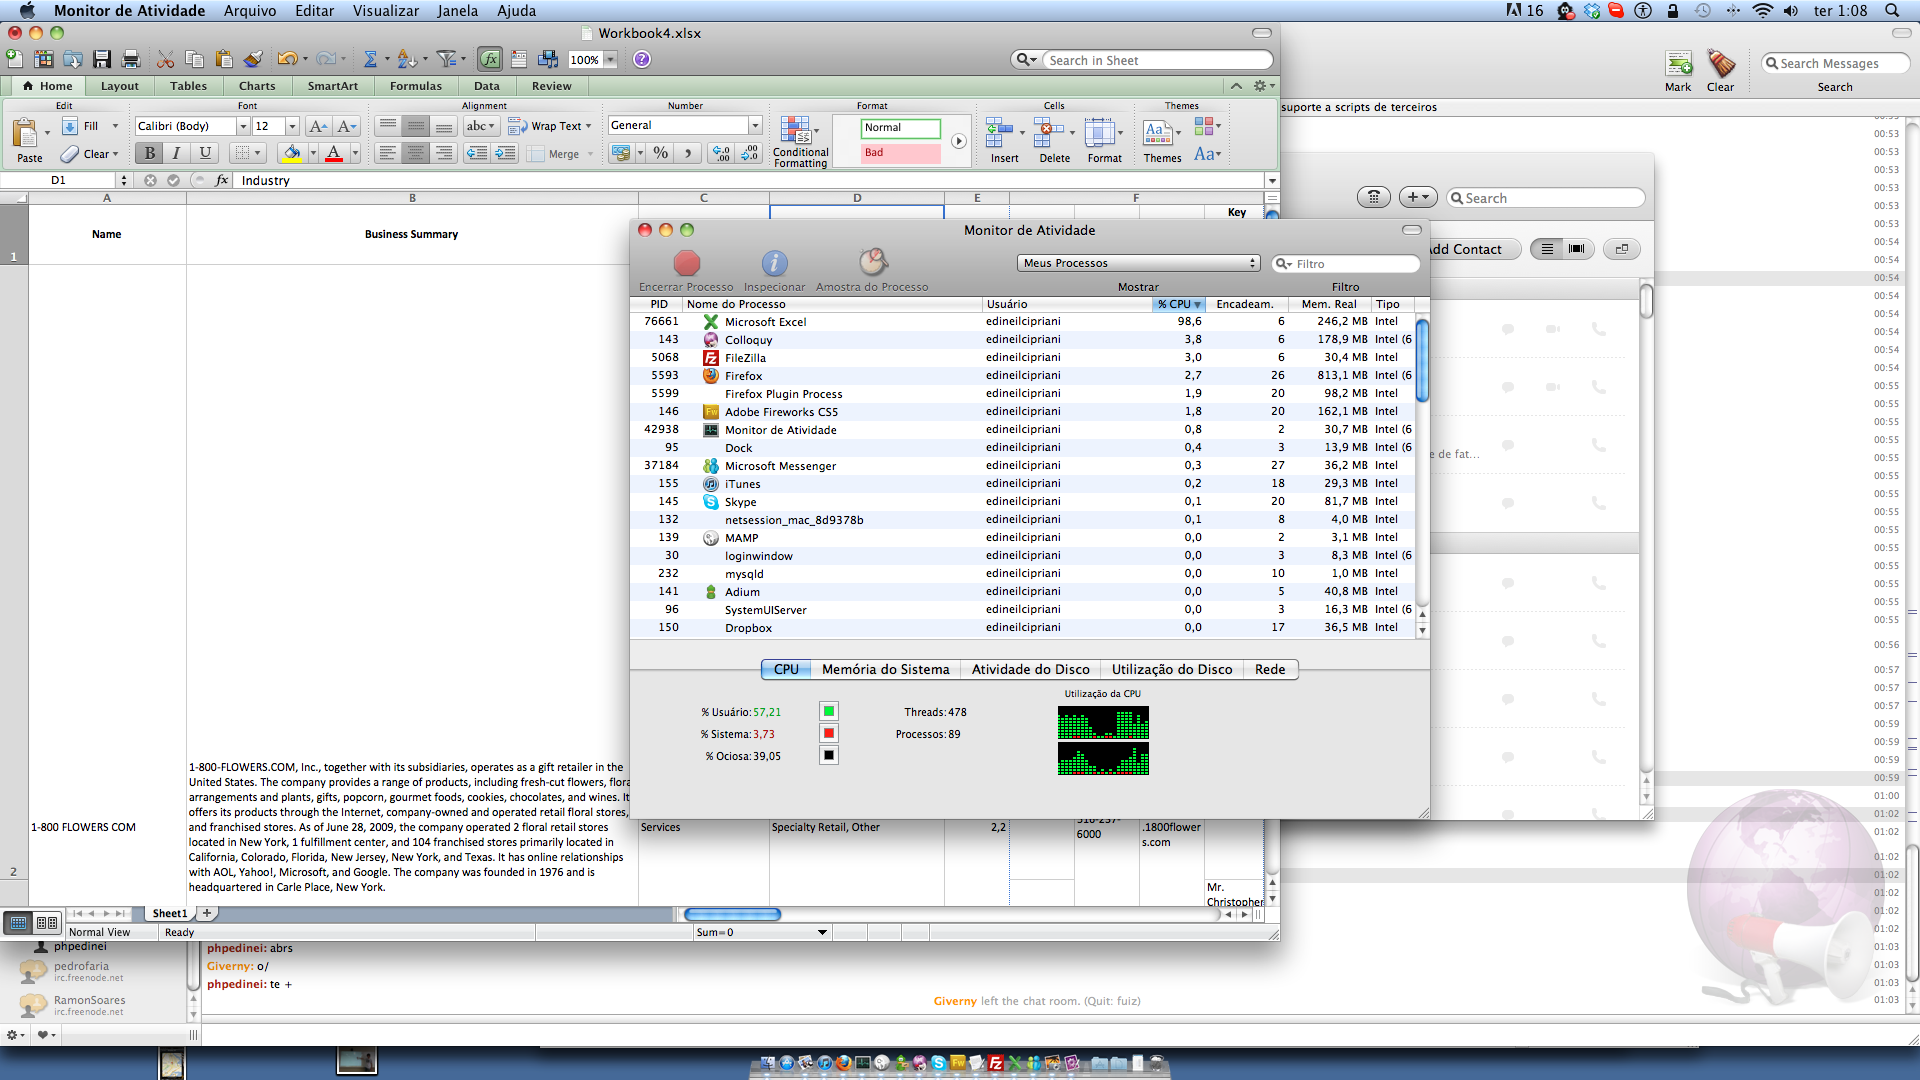 Monitor de Atividade Arquivo Editar Visualizar Janela Ajuda
16 ter 1:08
Workbook4.xlsx
100% Search in Sheet
Search Messages
Mark Clear Search
Home Layout Tables Charts SmartArt Formulas Data Review
suporte a scripts de terceiros
Edit Font Alignment Number Format Cells Themes
Fill Calibri (Body) 12 abc Wrap Text General Normal
Paste Clear B I U Merge % Conditional Formatting Bad Insert Delete Format Themes
D1 fx Industry
A B C D E F
Name Business Summary Key
1
Search
Add Contact
Monitor de Atividade
Meus Processos Filtro
Encerrar Processo Inspecionar Amostra do Processo Mostrar Filtro
PID Nome do Processo Usuário % CPU Encadeam. Mem. Real Tipo
76661 Microsoft Excel edineilcipriani 98,6 6 246,2 MB Intel
143 Colloquy edineilcipriani 3,8 6 178,9 MB Intel (6
5068 FileZilla edineilcipriani 3,0 6 30,4 MB Intel
5593 Firefox edineilcipriani 2,7 26 813,1 MB Intel (6
5599 Firefox Plugin Process edineilcipriani 1,9 20 98,2 MB Intel
146 Adobe Fireworks CS5 edineilcipriani 1,8 20 162,1 MB Intel
42938 Monitor de Atividade edineilcipriani 0,8 2 30,7 MB Intel (6
95 Dock edineilcipriani 0,4 3 13,9 MB Intel (6
37184 Microsoft Messenger edineilcipriani 0,3 27 36,2 MB Intel
155 iTunes edineilcipriani 0,2 18 29,3 MB Intel
145 Skype edineilcipriani 0,1 20 81,7 MB Intel
132 netsession_mac_8d9378b edineilcipriani 0,1 8 4,0 MB Intel
139 MAMP edineilcipriani 0,0 2 3,1 MB Intel
30 loginwindow edineilcipriani 0,0 3 8,3 MB Intel (6
232 mysqld edineilcipriani 0,0 10 1,0 MB Intel
141 Adium edineilcipriani 0,0 5 40,8 MB Intel
96 SystemUIServer edineilcipriani 0,0 3 16,3 MB Intel (6
150 Dropbox edineilcipriani 0,0 17 36,5 MB Intel
e de fat...
CPU Memória do Sistema Atividade do Disco Utilização do Disco Rede
Utilização da CPU
% Usuário: 57,21 Threads: 478
% Sistema: 3,73 Processos: 89
% Ociosa: 39,05
1-800-FLOWERS.COM, Inc., together with its subsidiaries, operates as a gift retailer in the
United States. The company provides a range of products, including fresh-cut flowers, flora
arrangements and plants, gifts, popcorn, gourmet foods, cookies, chocolates, and wines. It
offers its products through the Internet, company-owned and operated retail floral stores,
and franchised stores. As of June 28, 2009, the company operated 2 floral retail stores
located in New York, 1 fulfillment center, and 104 franchised stores primarily located in
California, Colorado, Florida, New Jersey, New York, and Texas. It has online relationships
with AOL, Yahoo!, Microsoft, and Google. The company was founded in 1976 and is
headquartered in Carle Place, New York.
1-800 FLOWERS COM Services Specialty Retail, Other 2,2
6000
.1800flower
s.com
2
Mr.
Christopher
Sheet1
Normal View Ready Sum=0
phpedinei
pedrofaria
irc.freenode.net
RamonSoares
irc.freenode.net
phpedinei: abrs
Giverny: o/
phpedinei: te +
Giverny left the chat room. (Quit: fuiz)
00:53
00:53
00:53
00:53
00:53
00:53
00:54
00:54
00:54
00:54
00:54
00:54
00:54
00:54
00:55
00:55
00:55
00:55
00:55
00:55
00:55
00:55
00:55
00:55
00:55
00:55
00:55
00:55
00:56
00:57
00:57
00:57
00:59
00:59
00:59
01:00
01:02
01:02
01:02
01:02
01:02
01:02
01:02
01:03
01:03
01:03
01:03